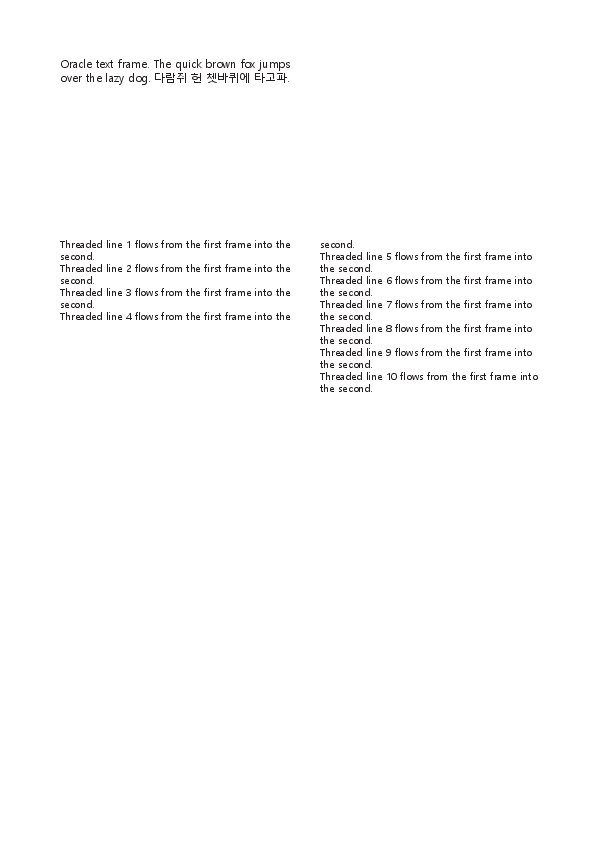 Oracle text frame. The quick brown fox jumps
over the lazy dog. 다람쥐 헌 쳇바퀴에 타고파.
Threaded line 1 flows from the first frame into the
second.
Threaded line 2 flows from the first frame into the
second.
Threaded line 3 flows from the first frame into the
second.
Threaded line 4 flows from the first frame into the
second.
Threaded line 5 flows from the first frame into
the second.
Threaded line 6 flows from the first frame into
the second.
Threaded line 7 flows from the first frame into
the second.
Threaded line 8 flows from the first frame into
the second.
Threaded line 9 flows from the first frame into
the second.
Threaded line 10 flows from the first frame into
the second.